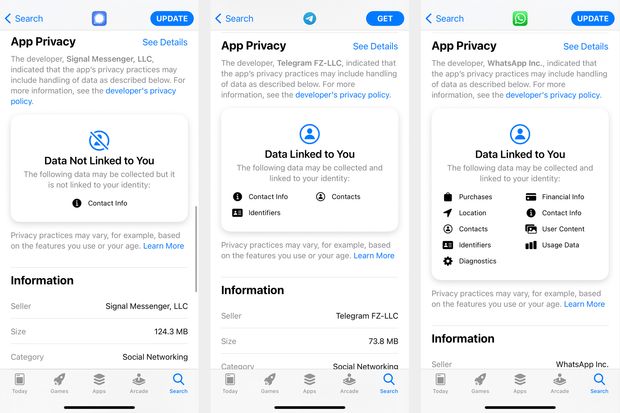 Search
UPDATE
App Privacy
See Details
The developer, Signal Messenger, LLC,
indicated that the app's privacy practices may
include handling of data as described below. For
more information, see the developer's privacy
policy.
Data Not Linked to You
The following data may be collected but it
is not linked to your identity:
Contact Info
Privacy practices may vary, for example, based
on the features you use or your age. Learn More
Information
Seller
Signal Messenger, LLC
Size
124.3 MB
Category
Social Networking
Today
Games
Apps
Arcade
Search
Search
GET
App Privacy
See Details
The developer, Telegram FZ-LLC, indicated that
the app's privacy practices may include handling
of data as described below. For more
information, see the developer's privacy policy.
Data Linked to You
The following data may be collected and
linked to your identity:
Contact Info
Contacts
Identifiers
Privacy practices may vary, for example, based
on the features you use or your age. Learn More
Information
Seller
Telegram FZ-LLC
Size
73.8 MB
Category
Social Networking
Today
Games
Apps
Arcade
Search
Search
UPDATE
App Privacy
See Details
The developer, WhatsApp Inc., indicated that the
app's privacy practices may include handling of
data as described below. For more
information, see the developer's privacy policy.
Data Linked to You
The following data may be collected and
linked to your identity:
Purchases
Financial Info
Location
Contact Info
Contacts
User Content
Identifiers
Usage Data
Diagnostics
Privacy practices may vary, for example, based
on the features you use or your age. Learn More
Information
Seller
WhatsApp Inc.
Today
Games
Apps
Arcade
Search